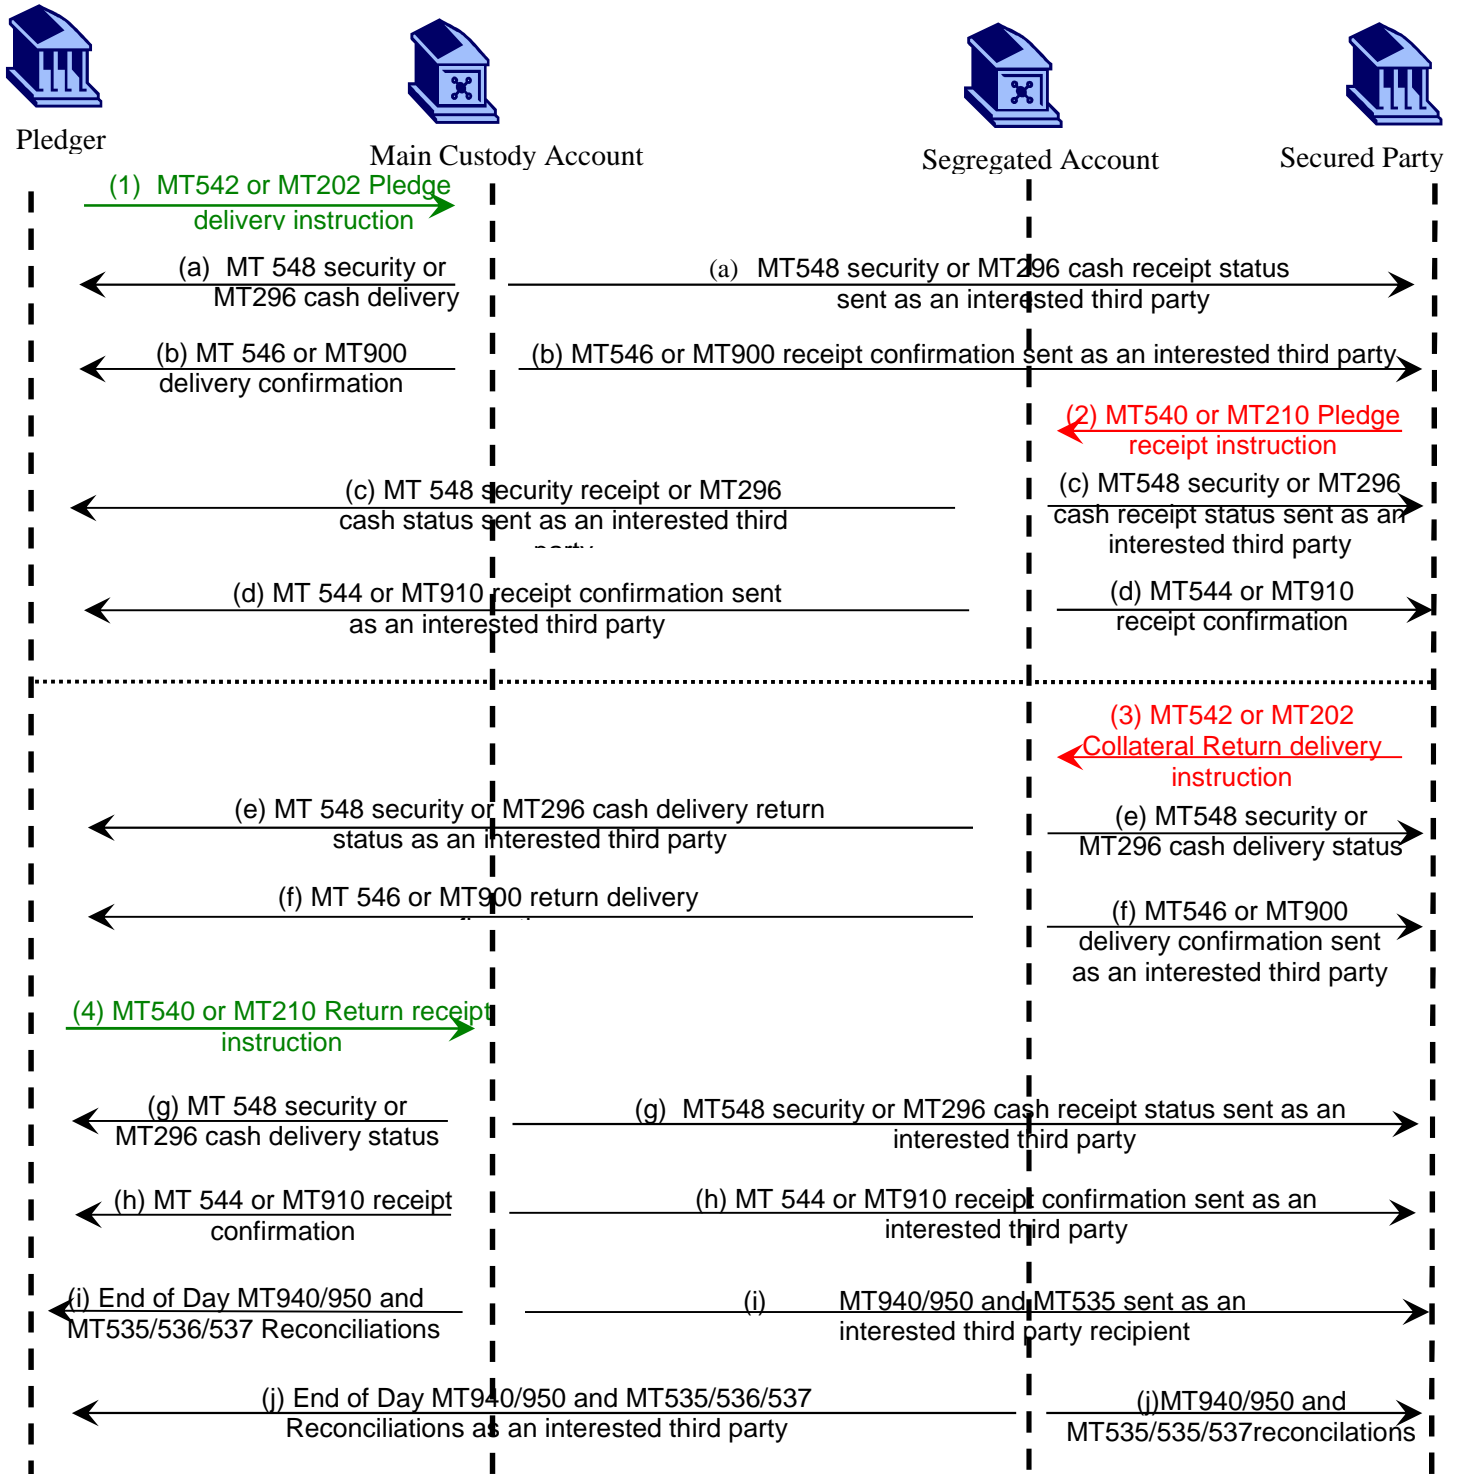 Pledger
Main Custody Account
Segregated Account
Secured Party
(1) MT542 or MT202 Pledge
delivery instruction
(a) MT 548 security or
MT296 cash delivery
(a) MT548 security or MT296 cash receipt status
sent as an interested third party
(b) MT 546 or MT900
delivery confirmation
(b) MT546 or MT900 receipt confirmation sent as an interested third party
(2) MT540 or MT210 Pledge
receipt instruction
(c) MT 548 security receipt or MT296
cash status sent as an interested third
party
(c) MT548 security or MT296
cash receipt status sent as an
interested third party
(d) MT 544 or MT910 receipt confirmation sent
as an interested third party
(d) MT544 or MT910
receipt confirmation
(3) MT542 or MT202
Collateral Return delivery
instruction
(e) MT 548 security or MT296 cash delivery return
status as an interested third party
(e) MT548 security or
MT296 cash delivery status
(f) MT 546 or MT900 return delivery
(f) MT546 or MT900
delivery confirmation sent
as an interested third party
(4) MT540 or MT210 Return receipt
instruction
(g) MT 548 security or
MT296 cash delivery status
(g) MT548 security or MT296 cash receipt status sent as an
interested third party
(h) MT 544 or MT910 receipt
confirmation
(h) MT 544 or MT910 receipt confirmation sent as an
interested third party
(i) End of Day MT940/950 and
MT535/536/537 Reconciliations
(i) MT940/950 and MT535 sent as an
interested third party recipient
(j) End of Day MT940/950 and MT535/536/537
Reconciliations as an interested third party
(j)MT940/950 and
MT535/535/537reconcilations